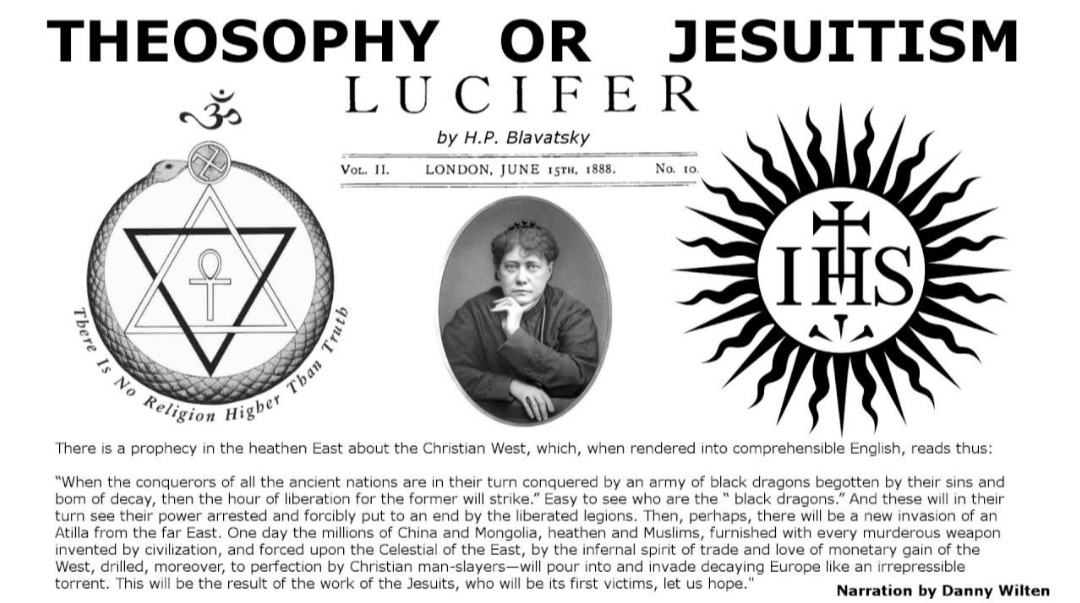 THEOSOPHY OR JESUITISM
LUCIFER
by H.P. Blavatsky
VOL. II. LONDON, JUNE 15TH, 1888. No. 10.
ॐ
There Is No Religion Higher Than Truth
IHS
There is a prophecy in the heathen East about the Christian West, which, when rendered into comprehensible English, reads thus:
“When the conquerors of all the ancient nations are in their turn conquered by an army of black dragons begotten by their sins and
born of decay, then the hour of liberation for the former will strike.” Easy to see who are the “ black dragons.” And these will in their
turn see their power arrested and forcibly put to an end by the liberated legions. Then, perhaps, there will be a new invasion of an
Atilla from the far East. One day the millions of China and Mongolia, heathen and Muslims, furnished with every murderous weapon
invented by civilization, and forced upon the Celestial of the East, by the infernal spirit of trade and love of monetary gain of the
West, drilled, moreover, to perfection by Christian man-slayers—will pour into and invade decaying Europe like an irrepressible
torrent. This will be the result of the work of the Jesuits, who will be its first victims, let us hope."
Narration by Danny Wilten